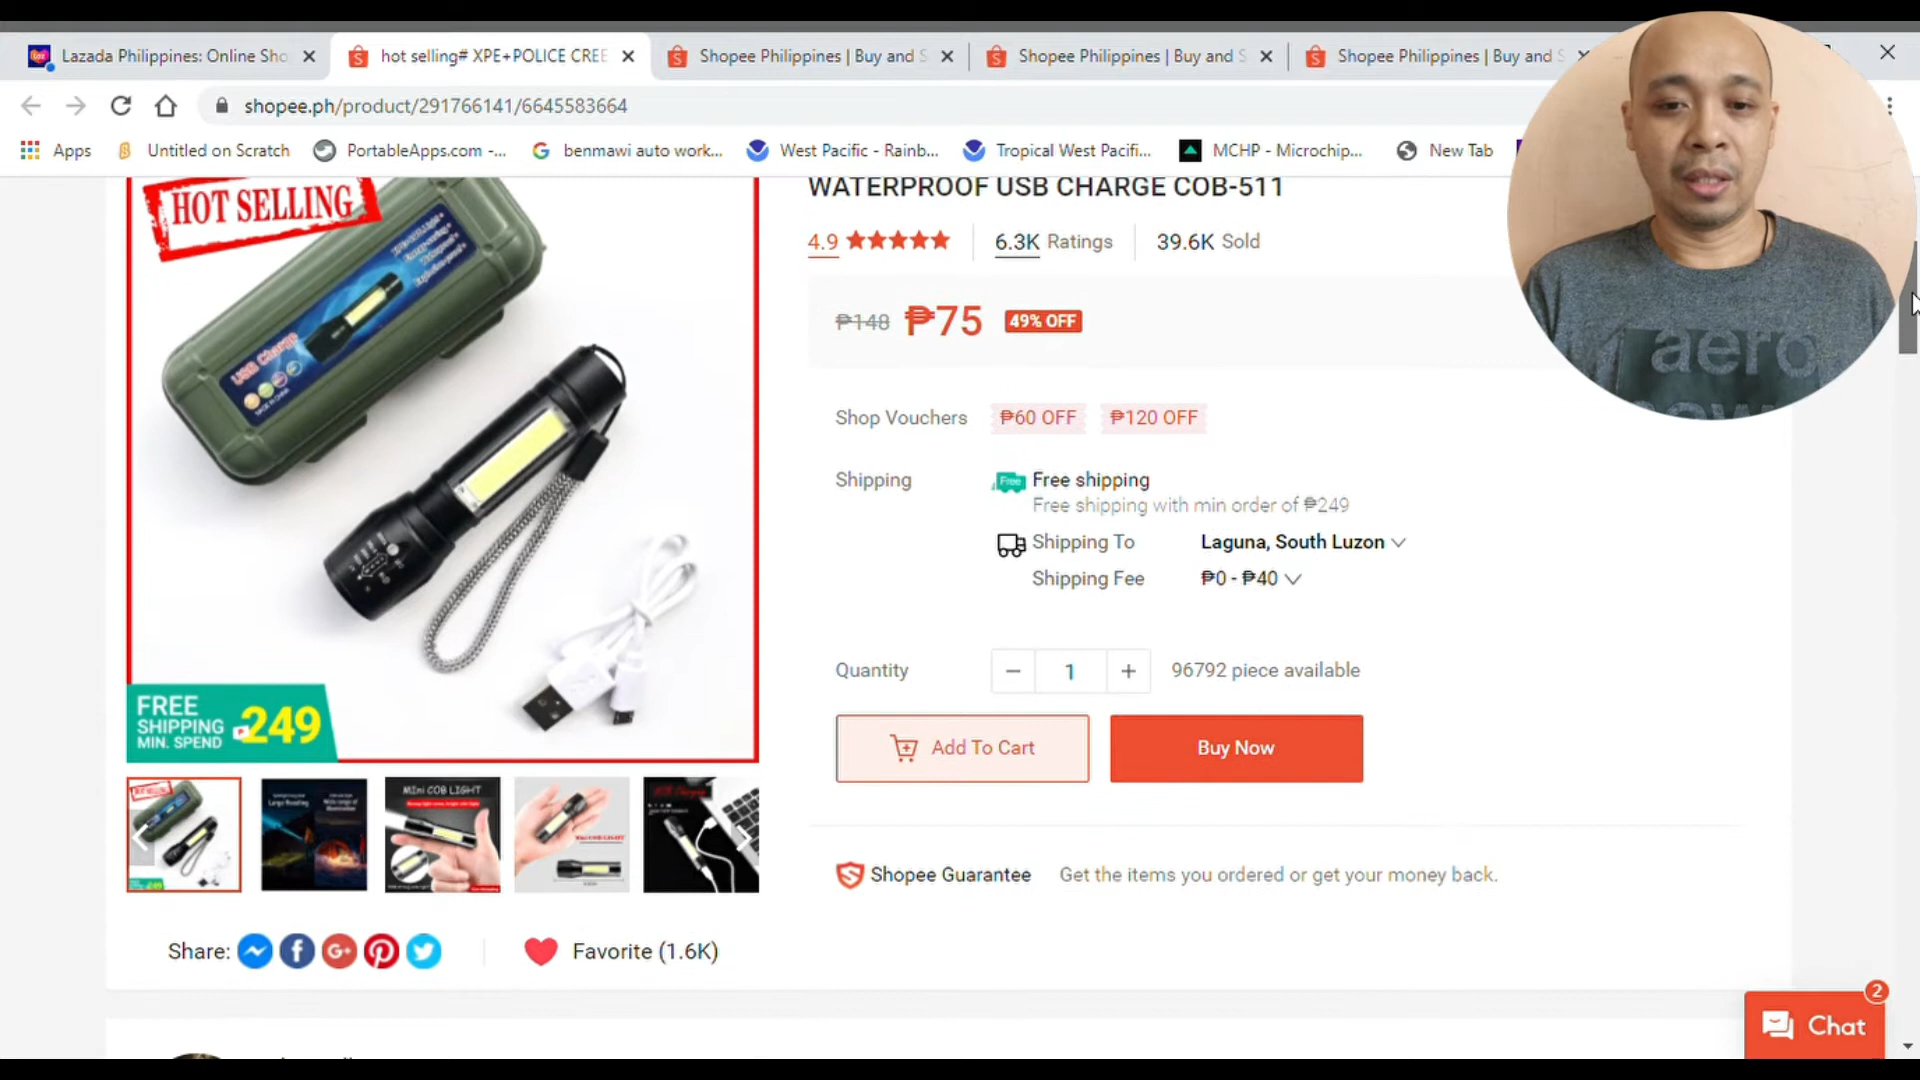 Lazada Philippines: Online Sho
hot selling# XPE+POLICE CREE
Shopee Philippines | Buy and S
Shopee Philippines | Buy and S
Shopee Philippines | Buy and S
shopee.ph/product/291766141/6645583664
Apps
Untitled on Scratch
PortableApps.com -...
benmawi auto work...
West Pacific - Rainb...
Tropical West Pacifi...
MCHP - Microchip...
New Tab
HOT SELLING
USB Charge
WATERPROOF USB CHARGE COB-511
4.9
6.3K Ratings
39.6K Sold
₱148 ₱75 49% OFF
Shop Vouchers ₱60 OFF ₱120 OFF
Shipping
Free
Free shipping
Free shipping with min order of ₱249
Shipping To Laguna, South Luzon
Shipping Fee ₱0 - ₱40
Quantity 1 96792 piece available
FREE
SHIPPING
MIN. SPEND
249
Add To Cart
Buy Now
MINI COB LIGHT
Shopee Guarantee Get the items you ordered or get your money back.
Share:
Favorite (1.6K)
2
Chat
aero